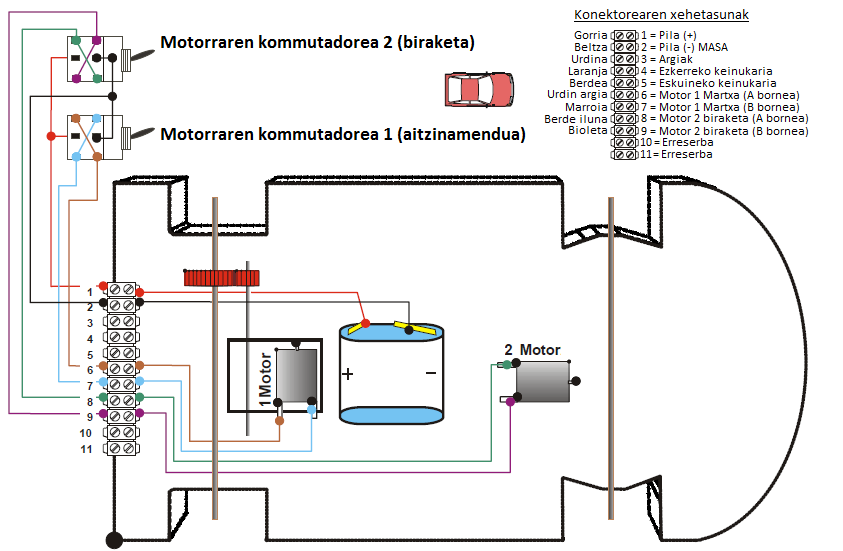 Konektorearen xehetasunak
Gorria 1 = Pila (+)
Beltza 2 = Pila (-) MASA
Urdina 3 = Argiak
Laranja 4 = Ezkerreko keinukaria
Berdea 5 = Eskuineko keinukaria
Urdin argia 6 = Motor 1 Martxa (A bornea)
Marroia 7 = Motor 1 Martxa (B bornea)
Berde iluna 8 = Motor 2 biraketa (A bornea)
Bioleta 9 = Motor 2 biraketa (B bornea)
10 = Erreserba
11 = Erreserba
Motorraren kommutadorea 2 (biraketa)
Motorraren kommutadorea 1 (aitzinamendua)
1
2
3
4
5
6
7
8
9
10
11
1Motor
+ −
2 Motor